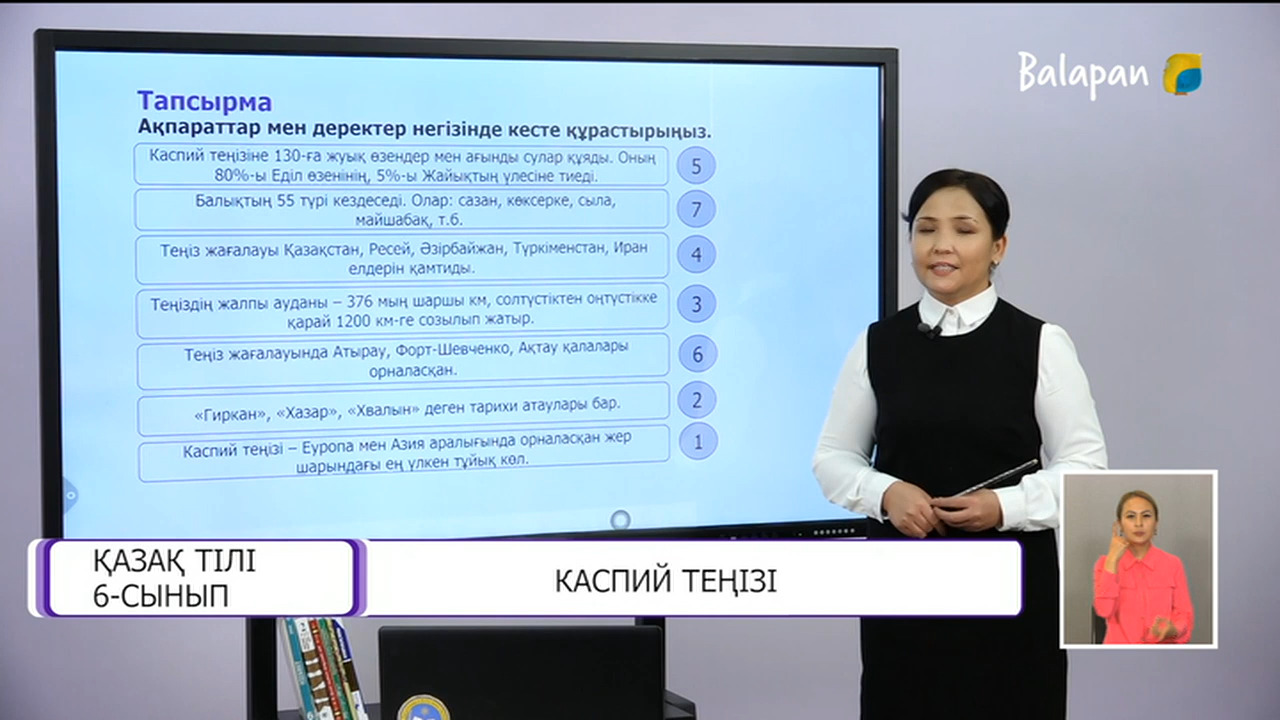 Balapan
Тапсырма
Ақпараттар мен деректер негізінде кесте құрастырыңыз.
Каспий теңізіне 130-ға жуық өзендер мен ағынды сулар құяды. Оның
80%-ы Еділ өзенінің, 5%-ы Жайықтың үлесіне тиеді.
5
Балықтың 55 түрі кездеседі. Олар: сазан, көксерке, сыла,
майшабақ, т.б.
7
Теңіз жағалауы Қазақстан, Ресей, Әзірбайжан, Түркіменстан, Иран
елдерін қамтиды.
4
Теңіздің жалпы ауданы – 376 мың шаршы км, солтүстіктен оңтүстікке
қарай 1200 км-ге созылып жатыр.
3
Теңіз жағалауында Атырау, Форт-Шевченко, Ақтау қалалары
орналасқан.
6
«Гиркан», «Хазар», «Хвалын» деген тарихи атаулары бар.
2
Каспий теңізі – Еуропа мен Азия аралығында орналасқан жер
шарындағы ең үлкен тұйық көл.
1
ҚАЗАҚ ТІЛІ
6-СЫНЫП
КАСПИЙ ТЕҢІЗІ